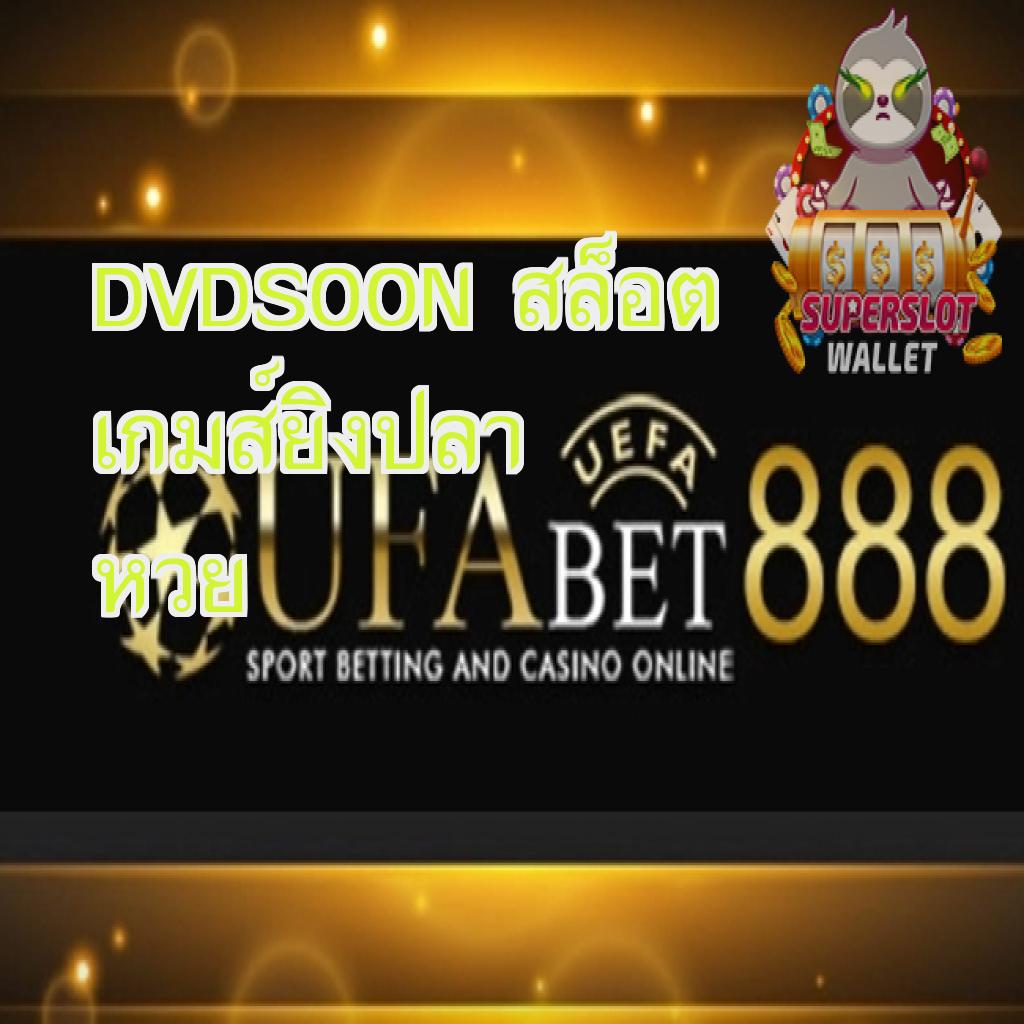 DVDSOON สล็อต
SUPERSLOT
WALLET
เกมส์ยิงปลา
UEFA
UFABET888
หวย
SPORT BETTING AND CASINO ONLINE